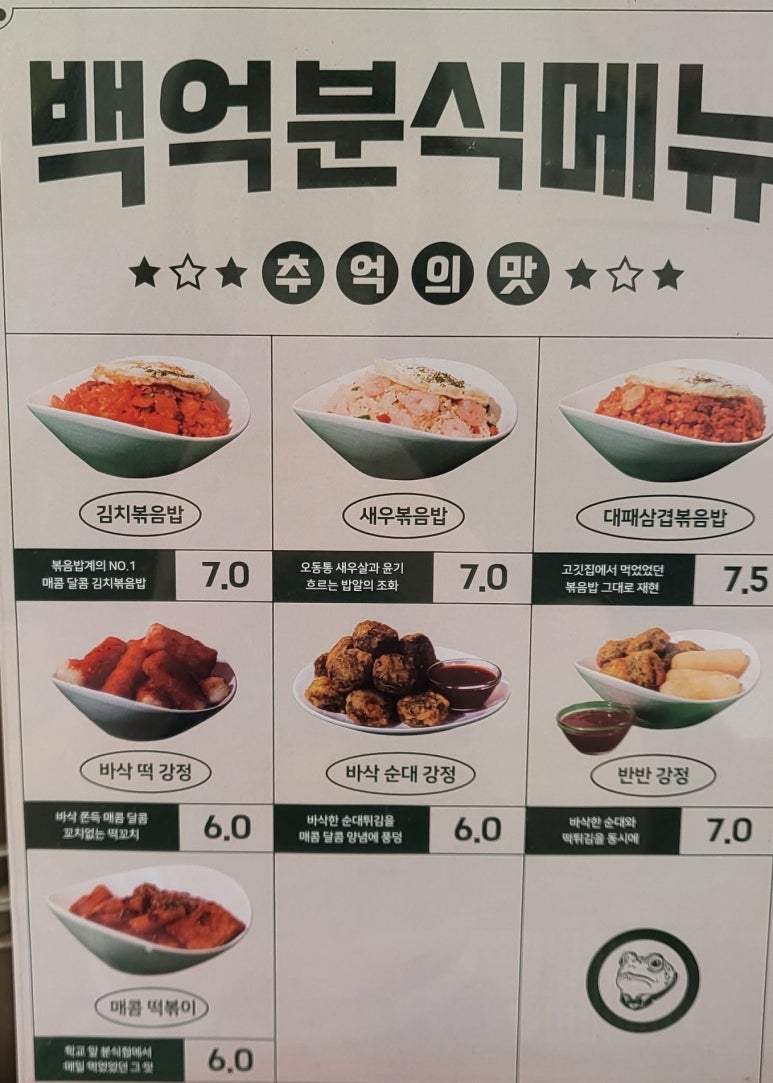 백억분식메뉴
추억의맛
김치볶음밥
새우볶음밥
대패삼겹볶음밥
볶음밥계의 NO.1
매콤 달콤 김치볶음밥
7.0
오동통 새우살과 윤기
흐르는 밥알의 조화
7.0
고깃집에서 먹었었던
볶음밥 그대로 재현
7.5
바삭 떡 강정
바삭 순대 강정
반반 강정
바삭 쫀득 매콤 달콤
꼬치없는 떡꼬치
6.0
바삭한 순대튀김을
매콤 달콤 양념에 퐁덩
6.0
바삭한 순대와
떡튀김을 동시에
7.0
매콤 떡볶이
학교 앞 분식점에서
매일 먹었었던 그 맛
6.0